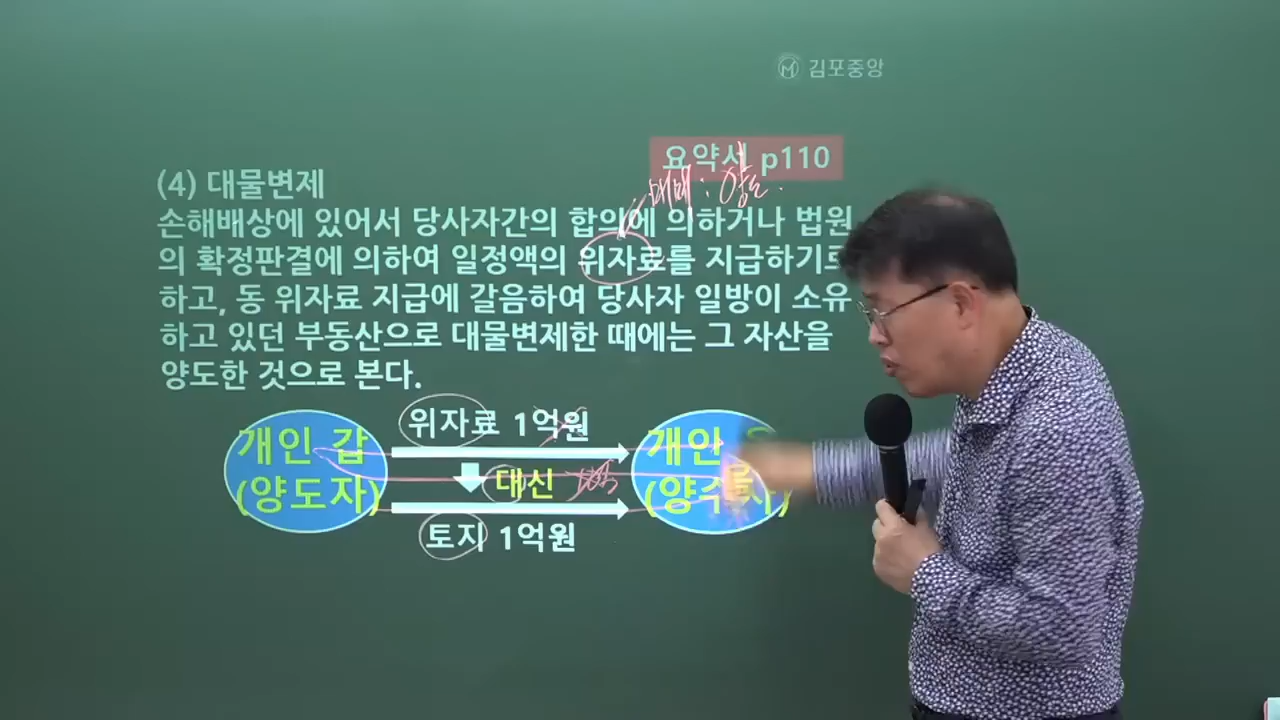 김포중앙
요약서 p110
(4) 대물변제
손해배상에 있어서 당사자간의 합의에 의하거나 법원
의 확정판결에 의하여 일정액의 위자료를 지급하기로
하고, 동 위자료 지급에 갈음하여 당사자 일방이 소유
하고 있던 부동산으로 대물변제한 때에는 그 자산을
양도한 것으로 본다.
위자료 1억원
개인 갑
(양도자)
대신
토지 1억원
개인